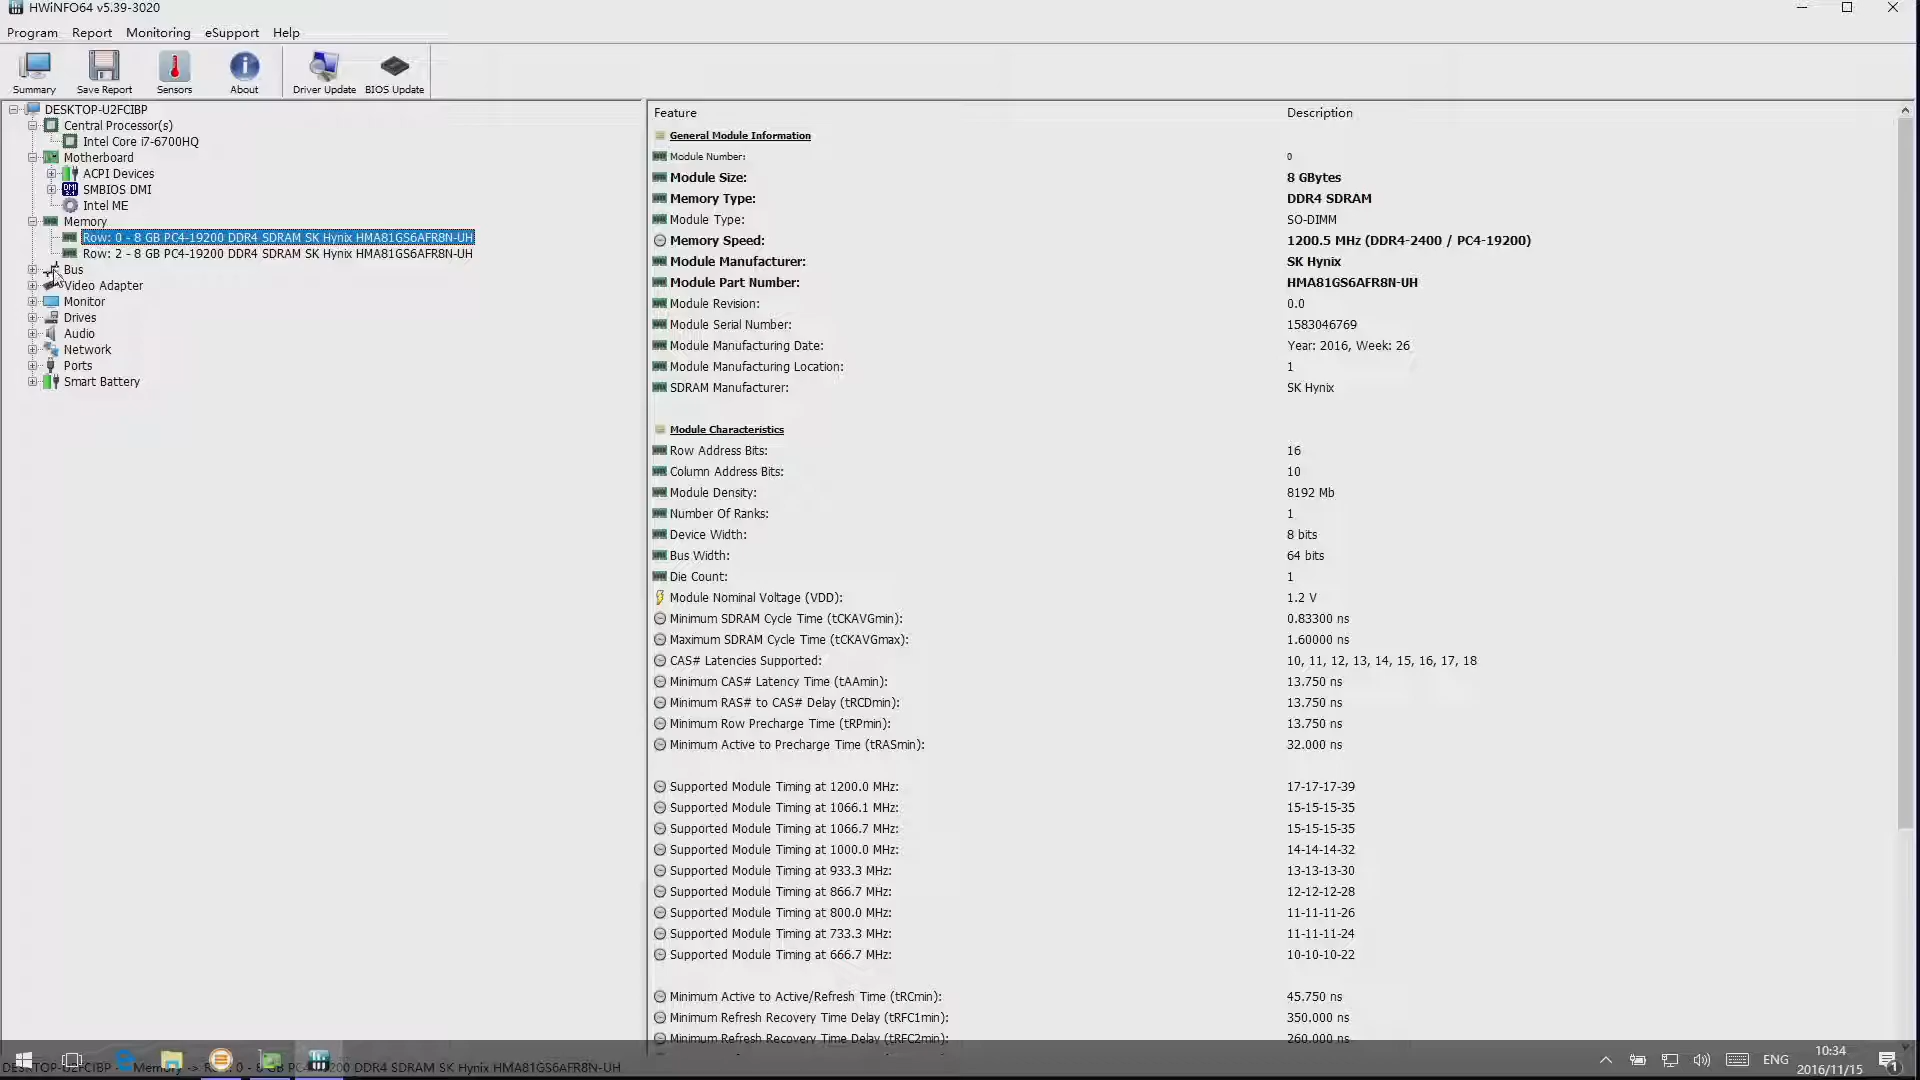 HWiNFO64 v5.39-3020
Program Report Monitoring eSupport Help
Summary Save Report Sensors About Driver Update BIOS Update
DESKTOP-U2FCIBP
Central Processor(s)
Intel Core i7-6700HQ
Motherboard
ACPI Devices
SMBIOS DMI
Intel ME
Memory
Row: 0 - 8 GB PC4-19200 DDR4 SDRAM SK Hynix HMA81GS6AFR8N-UH
Row: 2 - 8 GB PC4-19200 DDR4 SDRAM SK Hynix HMA81GS6AFR8N-UH
Bus
Video Adapter
Monitor
Drives
Audio
Network
Ports
Smart Battery
Feature Description
General Module Information
Module Number: 0
Module Size: 8 GBytes
Memory Type: DDR4 SDRAM
Module Type: SO-DIMM
Memory Speed: 1200.5 MHz (DDR4-2400 / PC4-19200)
Module Manufacturer: SK Hynix
Module Part Number: HMA81GS6AFR8N-UH
Module Revision: 0.0
Module Serial Number: 1583046769
Module Manufacturing Date: Year: 2016, Week: 26
Module Manufacturing Location: 1
SDRAM Manufacturer: SK Hynix
Module Characteristics
Row Address Bits: 16
Column Address Bits: 10
Module Density: 8192 Mb
Number Of Ranks: 1
Device Width: 8 bits
Bus Width: 64 bits
Die Count: 1
Module Nominal Voltage (VDD): 1.2 V
Minimum SDRAM Cycle Time (tCKAVGmin): 0.83300 ns
Maximum SDRAM Cycle Time (tCKAVGmax): 1.60000 ns
CAS# Latencies Supported: 10, 11, 12, 13, 14, 15, 16, 17, 18
Minimum CAS# Latency Time (tAAmin): 13.750 ns
Minimum RAS# to CAS# Delay (tRCDmin): 13.750 ns
Minimum Row Precharge Time (tRPmin): 13.750 ns
Minimum Active to Precharge Time (tRASmin): 32.000 ns
Supported Module Timing at 1200.0 MHz: 17-17-17-39
Supported Module Timing at 1066.1 MHz: 15-15-15-35
Supported Module Timing at 1066.7 MHz: 15-15-15-35
Supported Module Timing at 1000.0 MHz: 14-14-14-32
Supported Module Timing at 933.3 MHz: 13-13-13-30
Supported Module Timing at 866.7 MHz: 12-12-12-28
Supported Module Timing at 800.0 MHz: 11-11-11-26
Supported Module Timing at 733.3 MHz: 11-11-11-24
Supported Module Timing at 666.7 MHz: 10-10-10-22
Minimum Active to Active/Refresh Time (tRCmin): 45.750 ns
Minimum Refresh Recovery Time Delay (tRFC1min): 350.000 ns
Minimum Refresh Recovery Time Delay (tRFC2min): 260.000 ns
ENG
10:34
2016/11/15
DDR4 SDRAM SK Hynix HMA81GS6AFR8N-UH